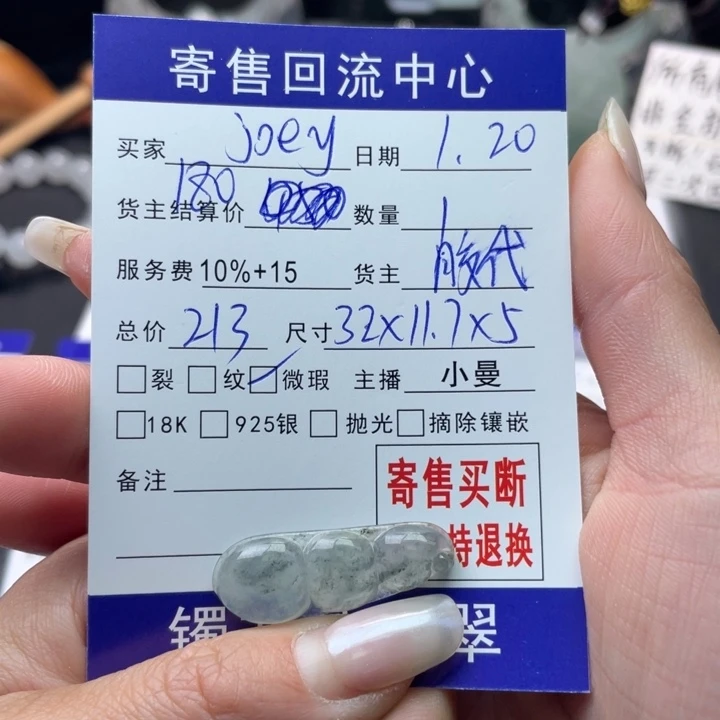 寄售回流中心
买家 joey 日期 1.20
180
货主结算价 数量 1
服务费 10%+15 货主 胶代
总价 213 尺寸 32x11.7x5
裂 纹 微瑕 主播 小曼
18K 925银 抛光 摘除镶嵌
备注
寄售买断
持退换
镯 翠